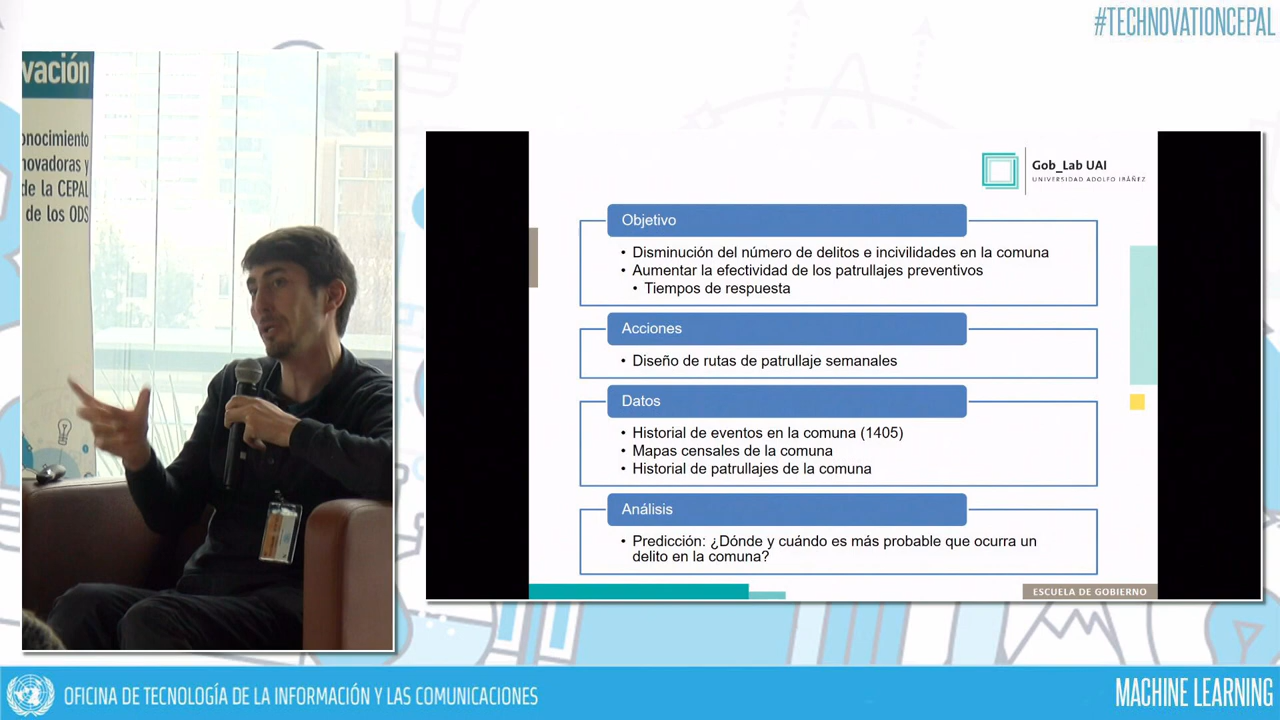 #TECHNOVATIONCEPAL
vación
onocimiento
novadoras y
de la CEPAL
de los ODS
Gob_Lab UAI
UNIVERSIDAD ADOLFO IBÁÑEZ
Objetivo
• Disminución del número de delitos e incivilidades en la comuna
• Aumentar la efectividad de los patrullajes preventivos
• Tiempos de respuesta
Acciones
• Diseño de rutas de patrullaje semanales
Datos
• Historial de eventos en la comuna (1405)
• Mapas censales de la comuna
• Historial de patrullajes de la comuna
Análisis
• Predicción: ¿Dónde y cuándo es más probable que ocurra un
delito en la comuna?
ESCUELA DE GOBIERNO
OFICINA DE TECNOLOGÍA DE LA INFORMACIÓN Y LAS COMUNICACIONES
MACHINE LEARNING